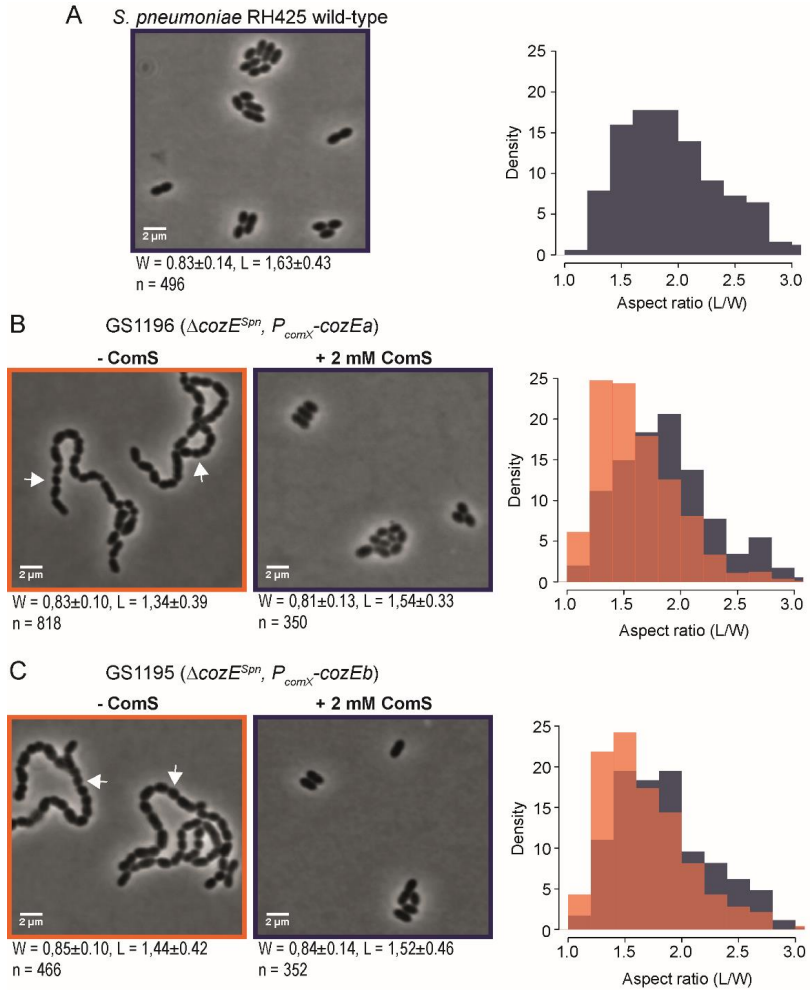 A
S. pneumoniae RH425 wild-type
2 µm
W = 0.83±0.14, L = 1,63±0.43
n = 496
25
20
15
10
5
0
Density
1.0 1.5 2.0 2.5 3.0
Aspect ratio (L/W)
B
GS1196 (ΔcozE^Spn, P_comX-cozEa)
- ComS
+ 2 mM ComS
2 µm
2 µm
W = 0,83±0.10, L = 1,34±0.39
n = 818
W = 0,81±0.13, L = 1,54±0.33
n = 350
25
20
15
10
5
0
Density
1.0 1.5 2.0 2.5 3.0
Aspect ratio (L/W)
C
GS1195 (ΔcozE^Spn, P_comX-cozEb)
- ComS
+ 2 mM ComS
2 µm
2 µm
W = 0,85±0.10, L = 1,44±0.42
n = 466
W = 0,84±0.14, L = 1,52±0.46
n = 352
25
20
15
10
5
0
Density
1.0 1.5 2.0 2.5 3.0
Aspect ratio (L/W)